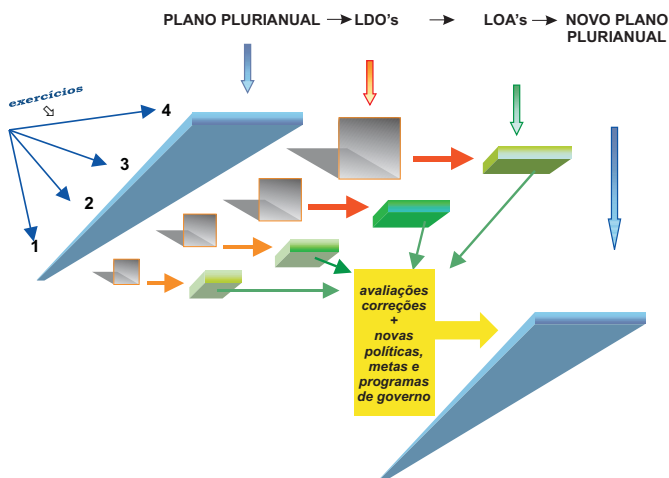 PLANO PLURIANUAL → LDO's → LOA's → NOVO PLANO
PLURIANUAL
exercícios
4
3
2
1
avaliações
correções
+
novas
políticas,
metas e
programas
de governo